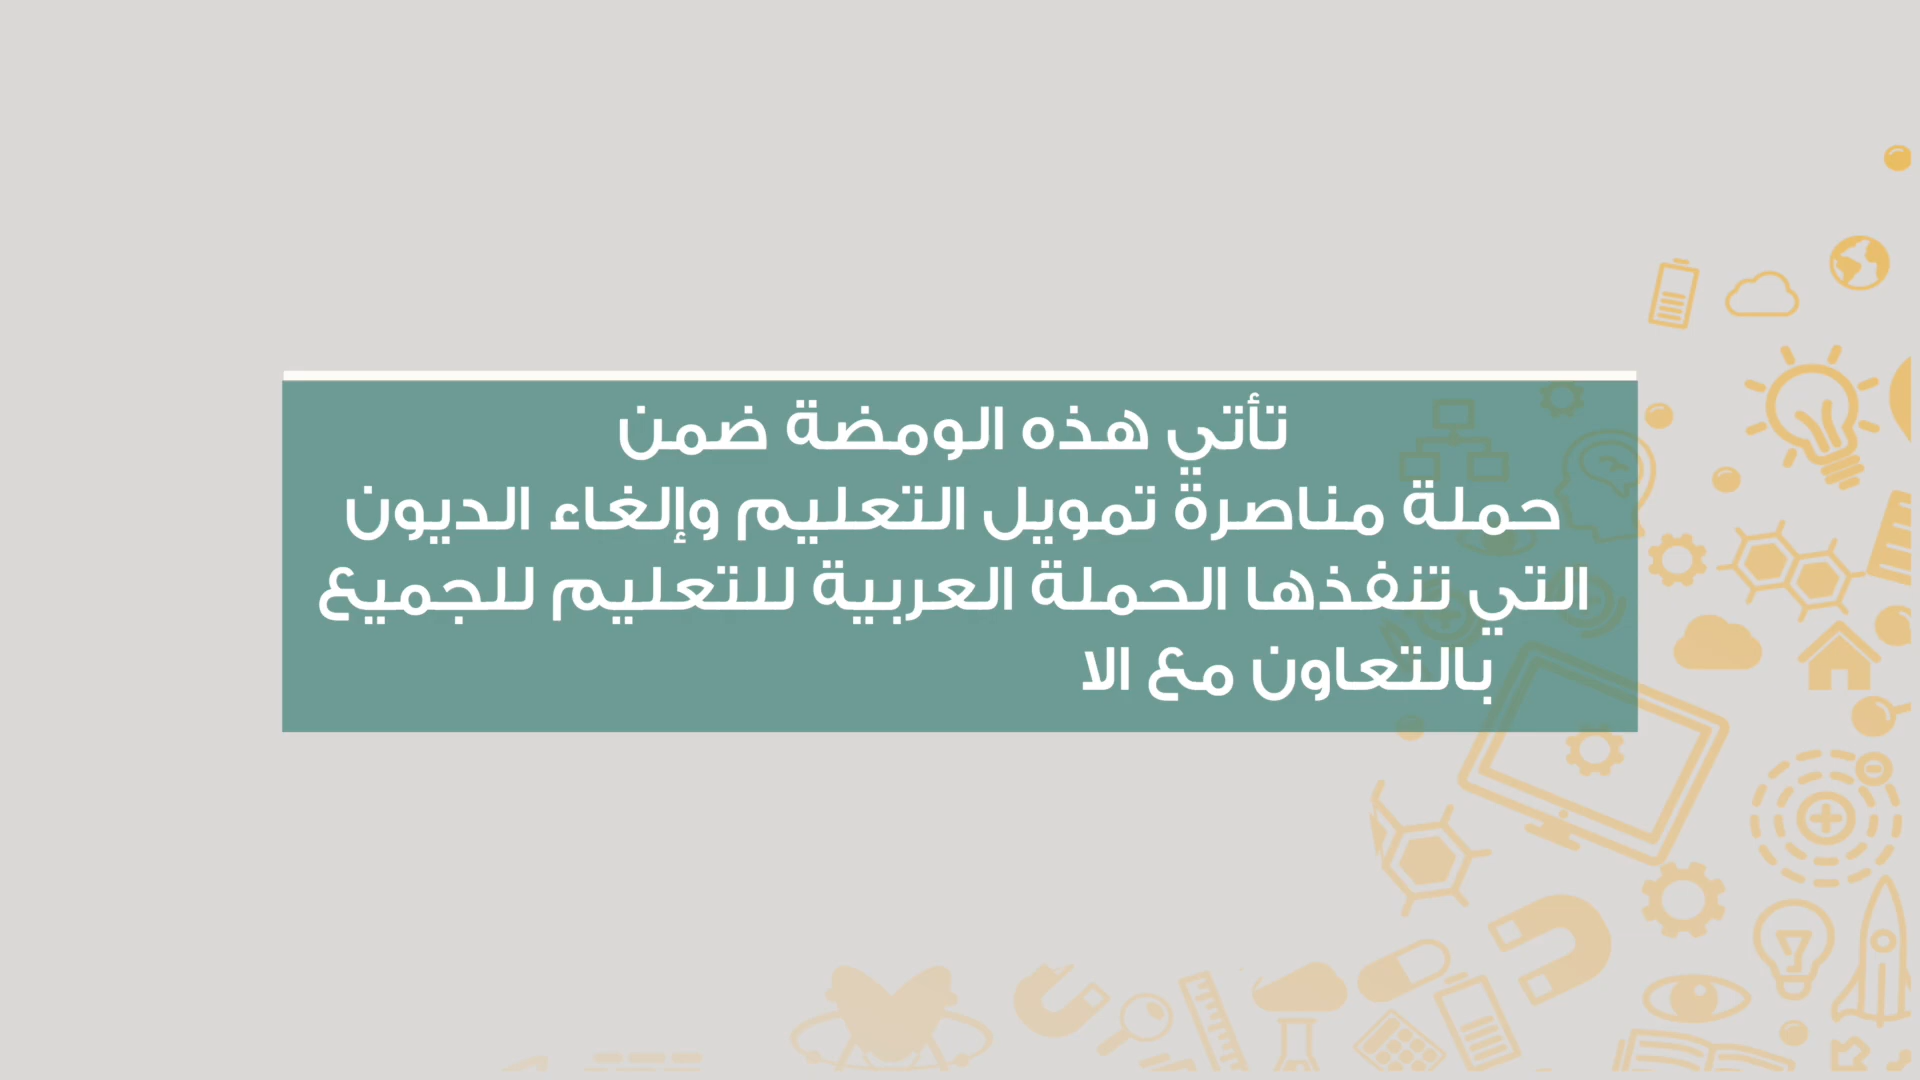 تأتي هذه الومضة ضمن
حملة مناصرة تمويل التعليم وإلغاء الديون
التي تنفذها الحملة العربية للتعليم للجميع
بالتعاون مع الا